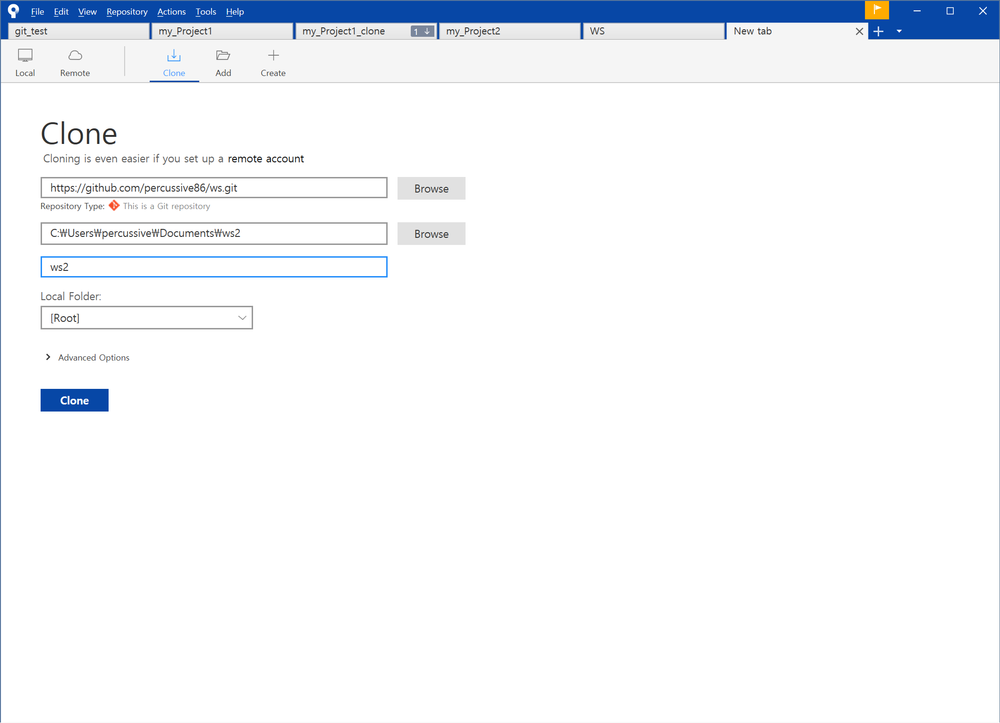 File Edit View Repository Actions Tools Help
git_test my_Project1 my_Project1_clone 1 ↓ my_Project2 WS New tab
Local Remote Clone Add Create
Clone
Cloning is even easier if you set up a remote account
https://github.com/percussive86/ws.git Browse
Repository Type: This is a Git repository
C:₩Users₩percussive₩Documents₩ws2 Browse
ws2
Local Folder:
[Root]
Advanced Options
Clone